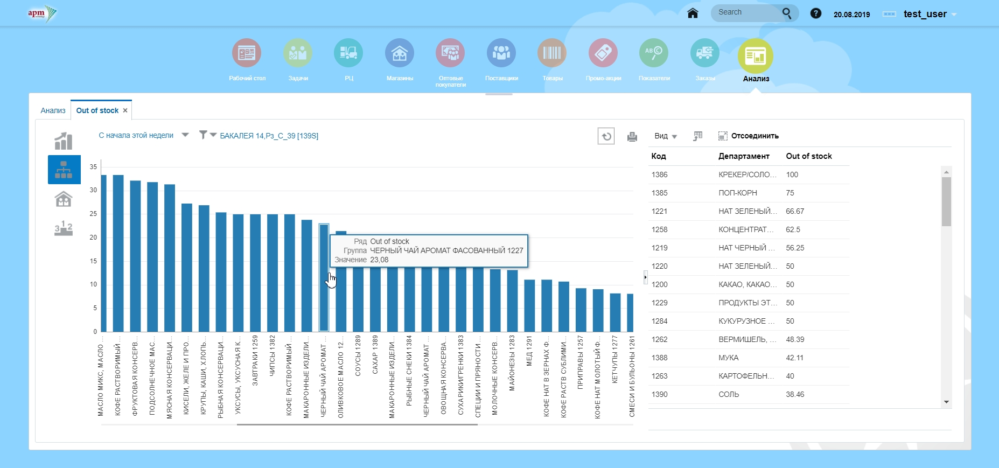 apm
technology
Search
?
20.08.2019
test_user
Рабочий стол
Задачи
РЦ
Магазины
Оптовые
покупатели
Поставщики
Товары
Промо-акции
Показатели
Заказы
Анализ
Анализ
Out of stock ×
С начала этой недели
БАКАЛЕЯ 14,Рз_С_39 [139S]
Вид
Отсоединить
35
30
25
20
15
10
5
0
Ряд Out of stock
Группа ЧЕРНЫЙ ЧАЙ АРОМАТ ФАСОВАННЫЙ 1227
Значение 23,08
МАСЛО МИКС, МАСЛО ...
КОФЕ РАСТВОРИМЫЙ ...
ФРУКТОВАЯ КОНСЕРВ...
ПОДСОЛНЕЧНОЕ МАС...
МЯСНАЯ КОНСЕРВАЦИ...
КИСЕЛИ, ЖЕЛЕ И ПРО...
КРУПЫ, КАШИ, ХЛОПЬ...
РЫБНАЯ КОНСЕРВАЦИ...
УКСУСЫ, УКСУСНАЯ К...
ЗАВТРАКИ 1259
ЧИПСЫ 1382
КОФЕ РАСТВОРИМЫЙ ...
МАКАРОННЫЕ ИЗДЕЛИ...
ЧЕРНЫЙ ЧАЙ АРОМАТ ...
ОЛИВКОВОЕ МАСЛО 12...
СОУСЫ 1289
САХАР 1389
МАКАРОННЫЕ ИЗДЕЛИ...
РЫБНЫЕ СНЕКИ 1384
ЧЕРНЫЙ ЧАЙ АРОМАТ ...
ОВОЩНАЯ КОНСЕРВА...
СУХАРИКИ/ГРЕНКИ 1383
СПЕЦИИ И ПРЯНОСТИ ...
МОЛОЧНЫЕ КОНСЕРВ...
МАЙОНЕЗЫ 1283
МЕД 1291
КОФЕ НАТ В ЗЕРНАХ Ф...
КОФЕ РАСТВ СУБЛИМИ...
ПРИПРАВЫ 1257
КОФЕ НАТ МОЛОТЫЙ Ф...
КЕТЧУПЫ 1277
СМЕСИ И БУЛЬОНЫ 1261
Код Департамент Out of stock
1386 КРЕКЕР/СОЛО... 100
1385 ПОП-КОРН 75
1221 НАТ ЗЕЛЕНЫЙ... 66.67
1258 КОНЦЕНТРАТ... 62.5
1219 НАТ ЧЕРНЫЙ ... 56.25
1220 НАТ ЗЕЛЕНЫЙ... 50
1200 КАКАО, КАКАО... 50
1229 ПРОДУКТЫ ЭТ... 50
1284 КУКУРУЗНОЕ ... 50
1262 ВЕРМИШЕЛЬ, ... 48.39
1388 МУКА 42.11
1263 КАРТОФЕЛЬН... 40
1390 СОЛЬ 38.46